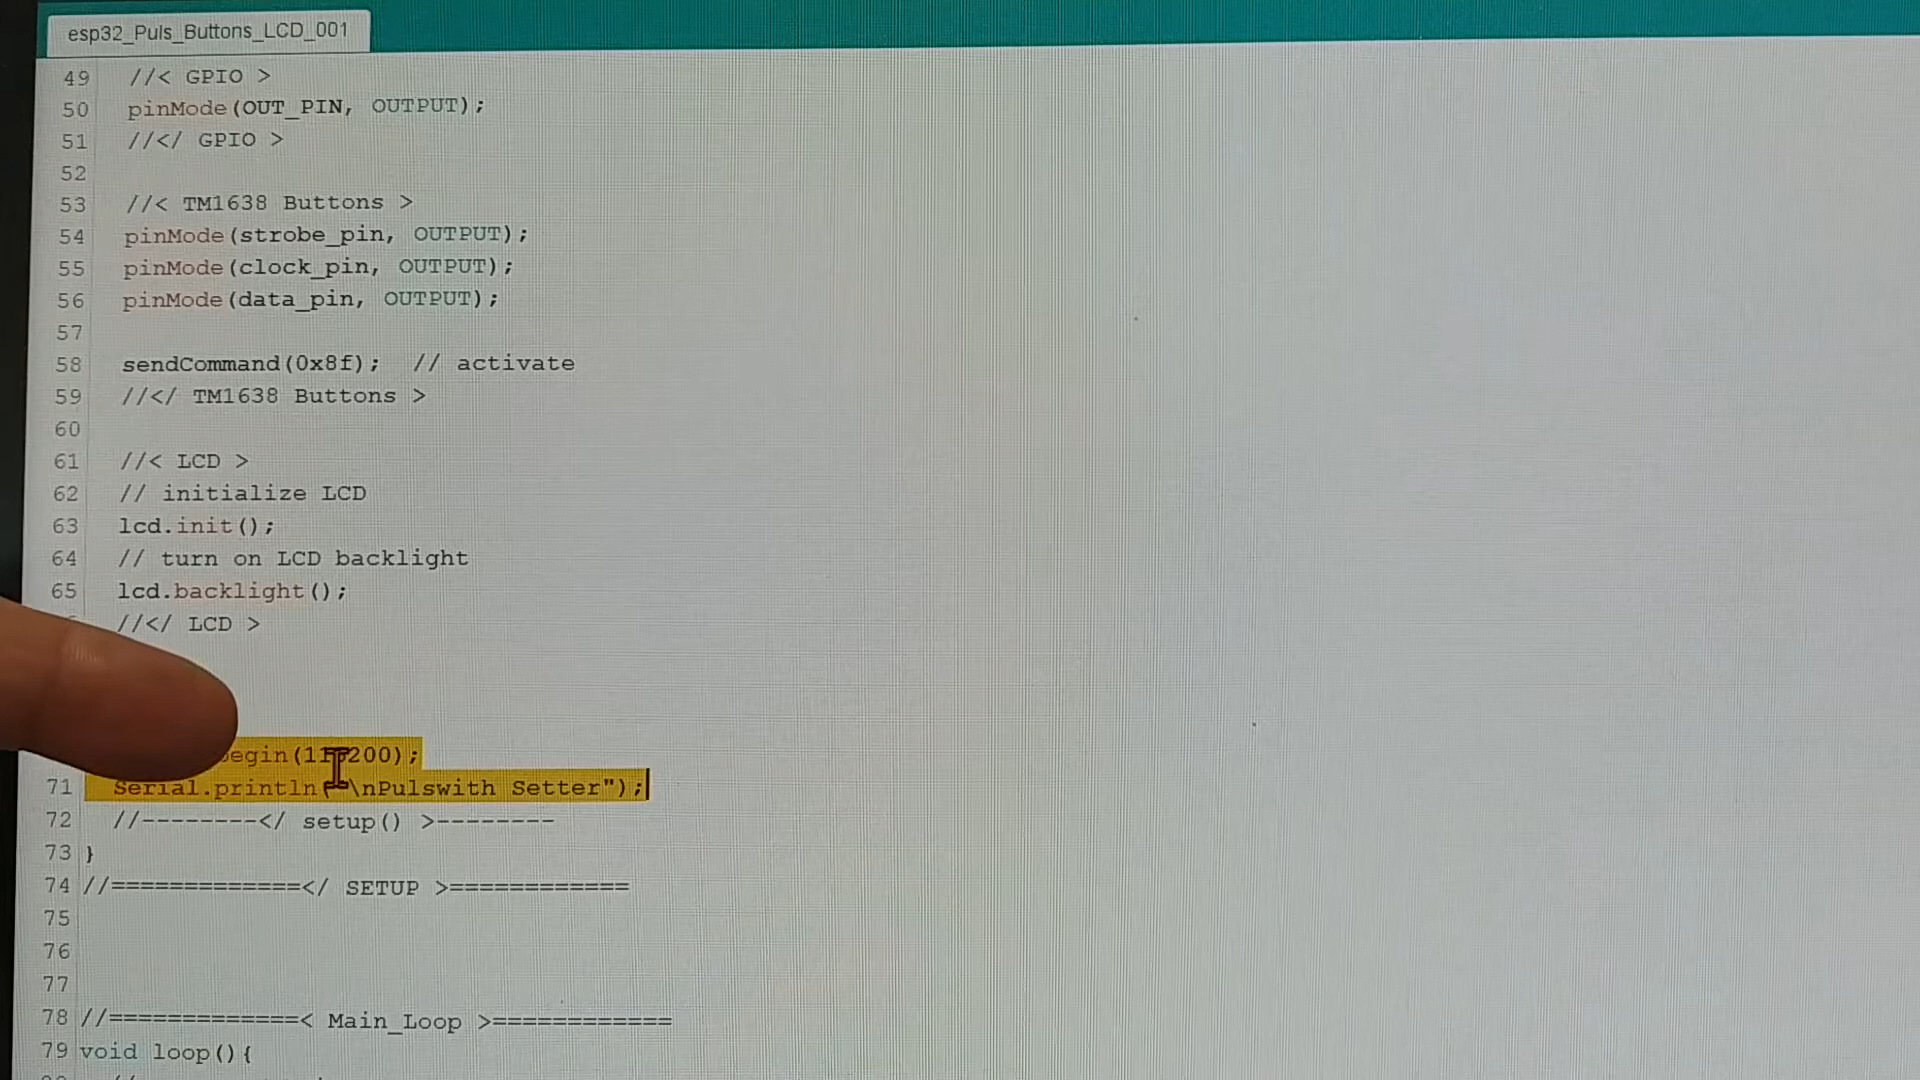 esp32_Puls_Buttons_LCD_001
49 //< GPIO >
50 pinMode(OUT_PIN, OUTPUT);
51 //</ GPIO >
52
53 //< TM1638 Buttons >
54 pinMode(strobe_pin, OUTPUT);
55 pinMode(clock_pin, OUTPUT);
56 pinMode(data_pin, OUTPUT);
57
58 sendCommand(0x8f); // activate
59 //</ TM1638 Buttons >
60
61 //< LCD >
62 // initialize LCD
63 lcd.init();
64 // turn on LCD backlight
65 lcd.backlight();
//</ LCD >
begin(115200);
71 Serial.println("\nPulswith Setter");
72 //--------</ setup() >--------
73 }
74 //=============</ SETUP >============
75
76
77
78 //=============< Main_Loop >============
79 void loop(){